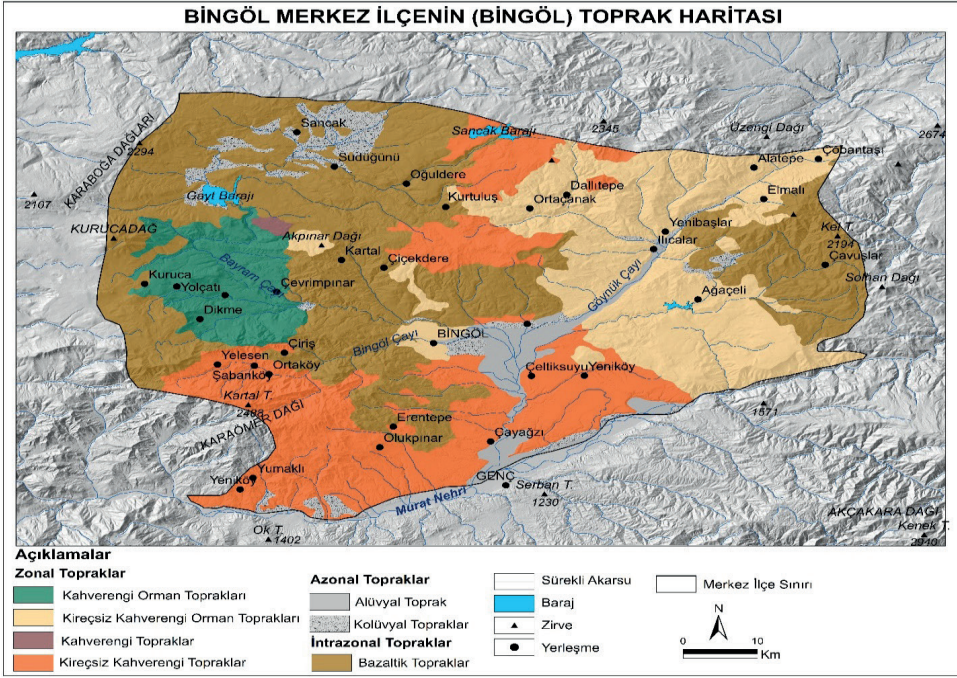 BİNGÖL MERKEZ İLÇENİN (BİNGÖL) TOPRAK HARİTASI
Sancak
Sancak Barajı
2345
Üzengi Dağı
2674
KARABOĞA DAĞLARI
2294
Südüğünü
Oğuldere
Alatepe
Çobantaşı
2107
Gayt Barajı
Kurtuluş
Dallıtepe
Ortaçanak
Elmalı
KURUCADAĞ
Akpınar Dağı
Kartal
Çiçekdere
Yenibaşlar
Ilıcalar
Kel T.
2194
Çavuşlar
Solhan Dağı
Kuruca
Yolçatı
Bayram Ç
Çevrimpınar
Göynük Çayı
Ağaçeli
Dikme
Bingöl Çayı
BİNGÖL
Çiriş
Yelesen
Ortaköy
Şabanköy
Çeltiksuyu
Yeniköy
Kartal T.
KARAÖMER DAĞI
1571
Erentepe
Olukpınar
Çayağzı
Yumaklı
Yeniköy
GENÇ
Serban T.
1230
Murat Nehri
AKÇAKARA DAĞI
Kenek T.
2940
Ok T.
1402
Açıklamalar
Zonal Topraklar
Kahverengi Orman Toprakları
Kireçsiz Kahverengi Orman Toprakları
Kahverengi Topraklar
Kireçsiz Kahverengi Topraklar
Azonal Topraklar
Alüvyal Toprak
Kolüvyal Topraklar
İntrazonal Topraklar
Bazaltik Topraklar
Sürekli Akarsu
Baraj
Zirve
Yerleşme
Merkez İlçe Sınırı
N
0 10
Km